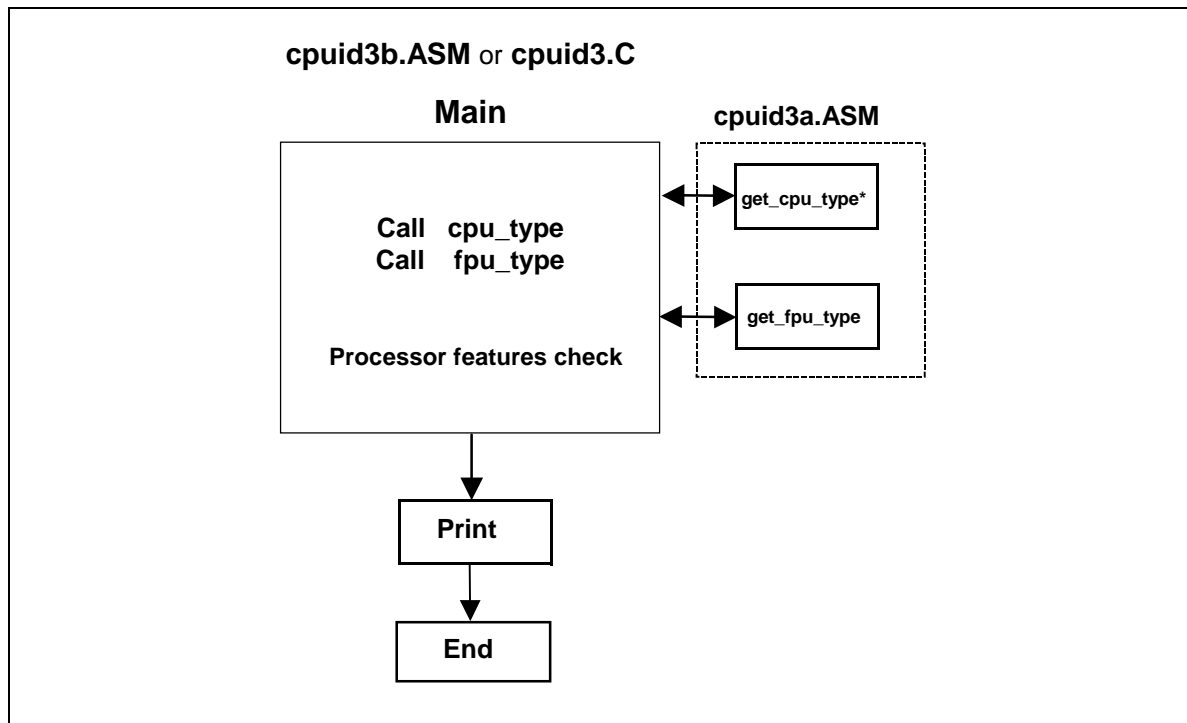 cpuid3b.ASM or cpuid3.C
Main
cpuid3a.ASM
Call cpu_type
Call fpu_type
Processor features check
get_cpu_type*
get_fpu_type
Print
End